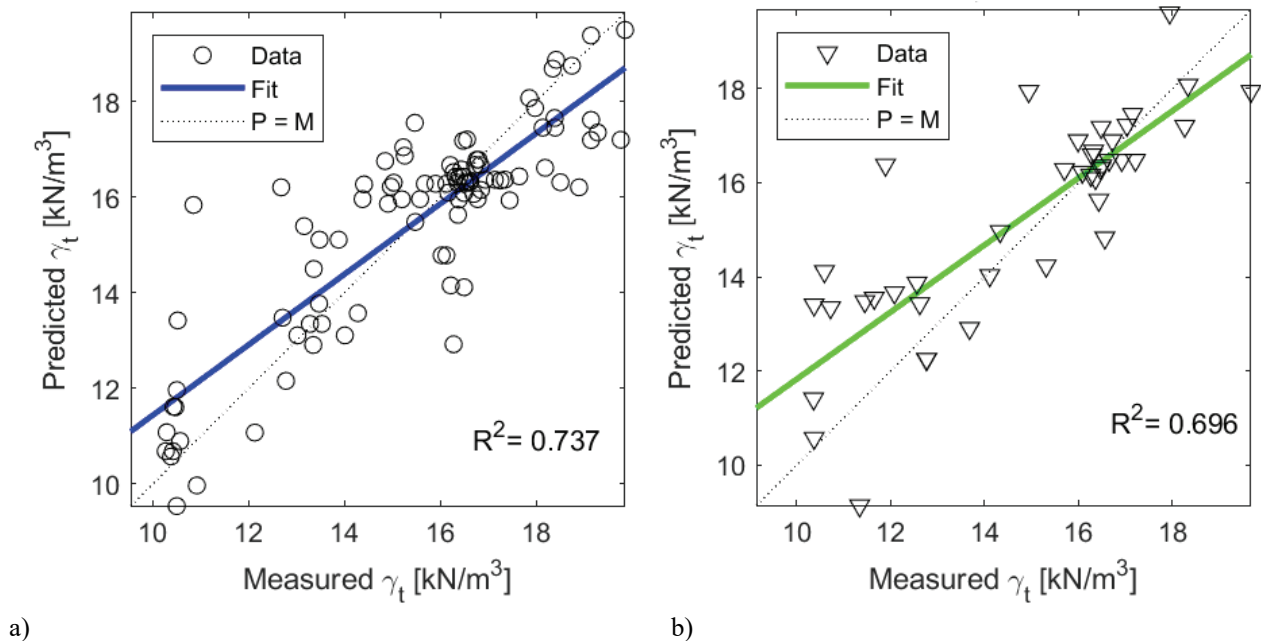 Data
Fit
P = M
18
16
14
12
10
Predicted γt [kN/m³]
R²= 0.737
10 12 14 16 18
Measured γt [kN/m³]
a)
Data
Fit
P = M
18
16
14
12
10
Predicted γt [kN/m³]
R²= 0.696
10 12 14 16 18
Measured γt [kN/m³]
b)